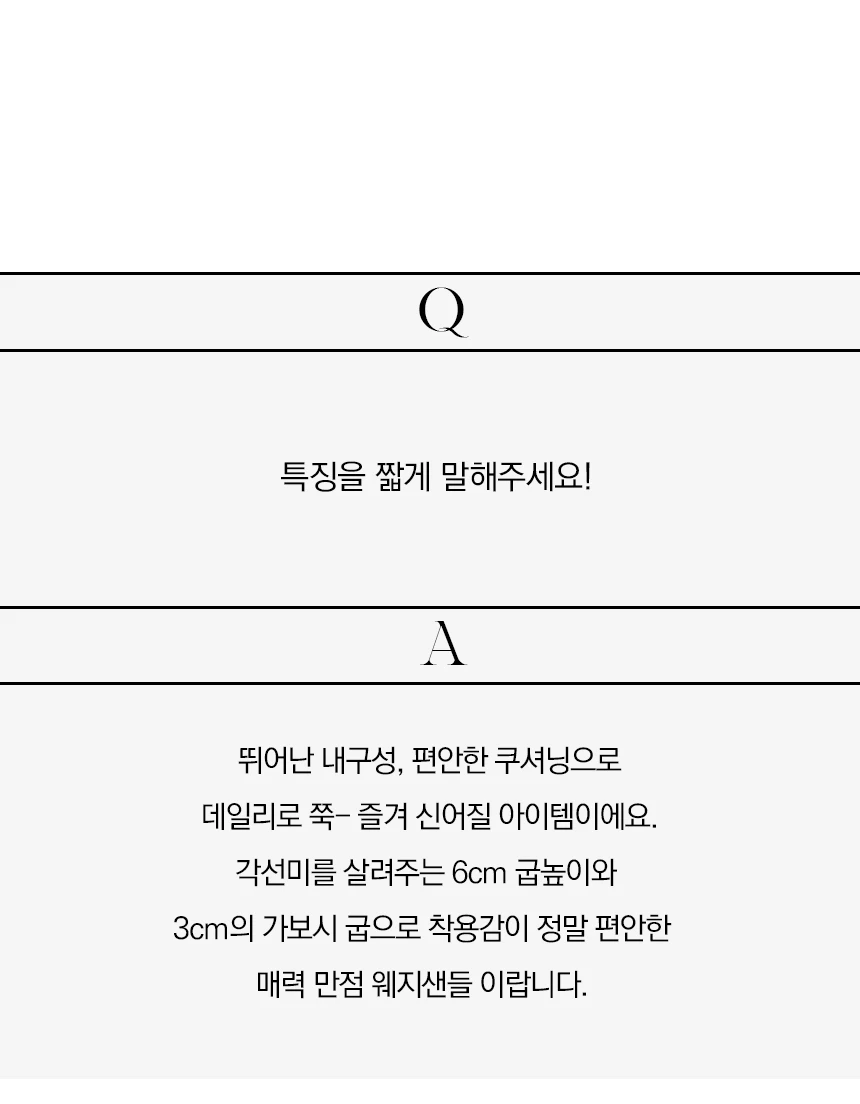 Q
특징을 짧게 말해주세요!
A
뛰어난 내구성, 편안한 쿠셔닝으로
데일리로 쭉- 즐겨 신어질 아이템이에요.
각선미를 살려주는 6cm 굽높이와
3cm의 가보시 굽으로 착용감이 정말 편안한
매력 만점 웨지샌들 이랍니다.